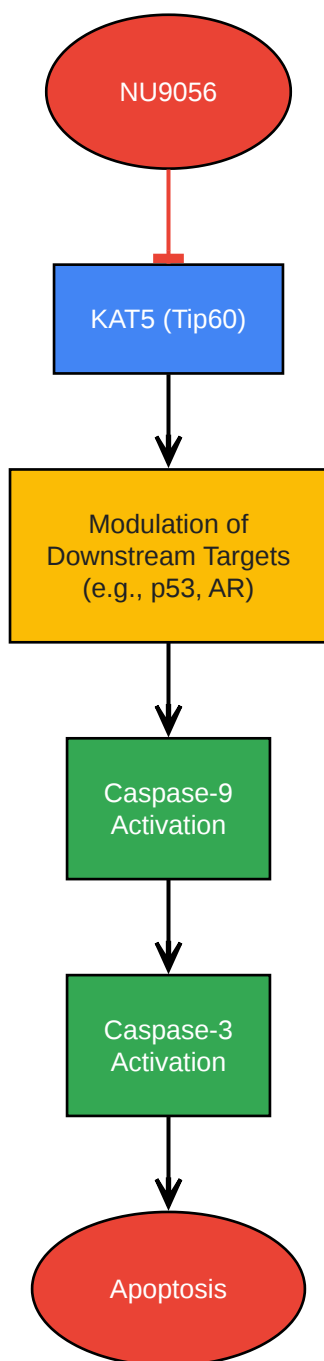 NU9056
KAT5 (Tip60)
Modulation of
Downstream Targets
(e.g., p53, AR)
Caspase-9
Activation
Caspase-3
Activation
Apoptosis